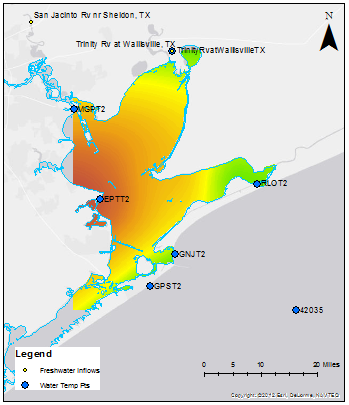 San Jacinto Rv nr Sheldon, TX
N
Trinity Rv at Wallisville, TX
TrinityRvatWallisvilleTX
MGPT2
RLOT2
EPTT2
GNJT2
GPST2
42035
Legend
Freshwater Inflows
Water Temp Pts
0 5 10 20 Miles
Copyright:©2012 Esri, DeLorme, NAVTEQ